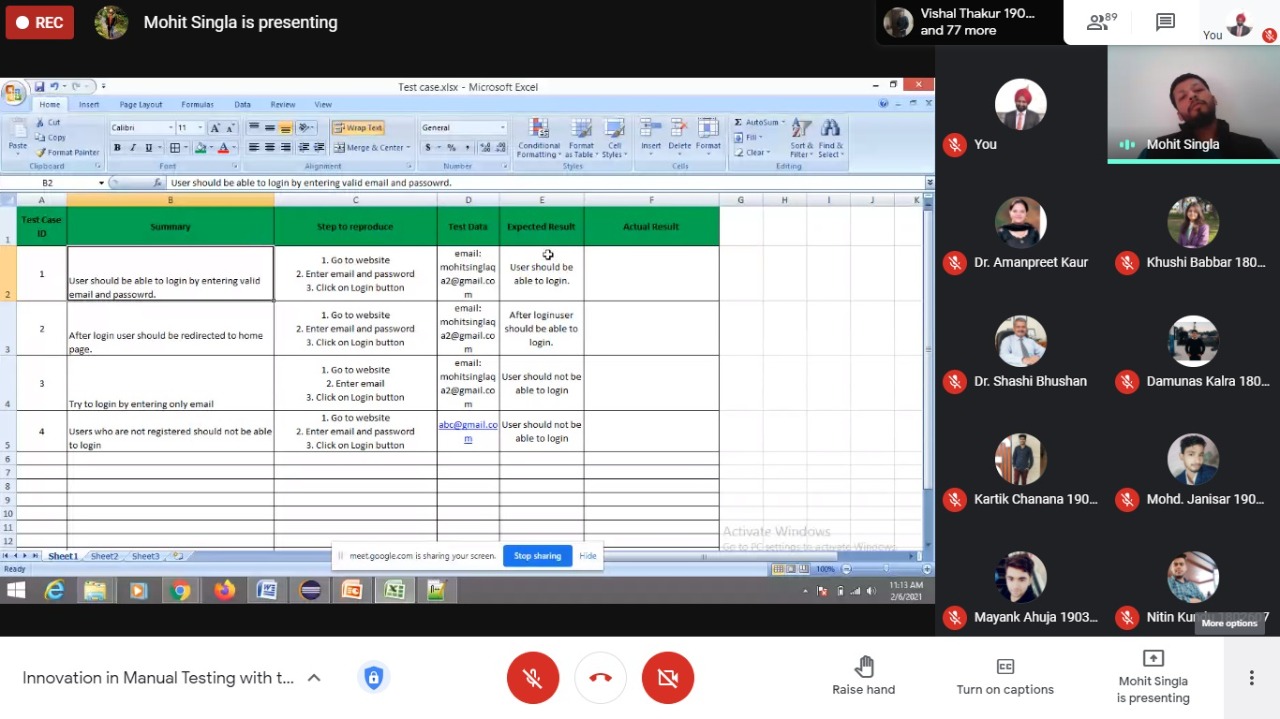 REC
Mohit Singla is presenting
Vishal Thakur 190...
and 77 more
89
You
Test case.xlsx - Microsoft Excel
Home Insert Page Layout Formulas Data Review View
Paste
Cut
Copy
Format Painter
Clipboard
Calibri 11
B I U
Font
Wrap Text
Merge & Center
Alignment
General
$ % ,
Number
Conditional Formatting
Format as Table
Cell Styles
Styles
Insert Delete Format
Cells
AutoSum
Fill
Clear
Sort & Filter
Find & Select
Editing
B2
fx User should be able to login by entering valid email and passowrd.
A B C D E F G H I J K
1 Test Case ID Summary Step to reproduce Test Data Expected Result Actual Result
2
1
User should be able to login by entering valid
email and passowrd.
1. Go to website
2. Enter email and password
3. Click on Login button
email:
mohitsinglaq
a2@gmail.co
m
User should be
able to login.
3
2
After login user should be redirected to home
page.
1. Go to website
2. Enter email and password
3. Click on Login button
email:
mohitsinglaq
a2@gmail.co
m
After loginuser
should be able to
login.
4
3
Try to login by entering only email
1. Go to website
2. Enter email
3. Click on Login button
email:
mohitsinglaq
a2@gmail.co
m
User should not be
able to login
5
4
Users who are not registered should not be able
to login
1. Go to website
2. Enter email and password
3. Click on Login button
abc@gmail.co
m
User should not be
able to login
6
7
8
9
10
11
12
Activate Windows
Go to PC settings to activate Windows.
Sheet1 Sheet2 Sheet3
meet.google.com is sharing your screen.
Stop sharing
Hide
Ready
100%
11:13 AM
2/6/2021
You
Mohit Singla
Dr. Amanpreet Kaur
Khushi Babbar 180...
Dr. Shashi Bhushan
Damunas Kalra 180...
Kartik Chanana 190...
Mohd. Janisar 190...
Mayank Ahuja 1903...
Nitin
More options
Innovation in Manual Testing with t...
Raise hand
Turn on captions
Mohit Singla
is presenting